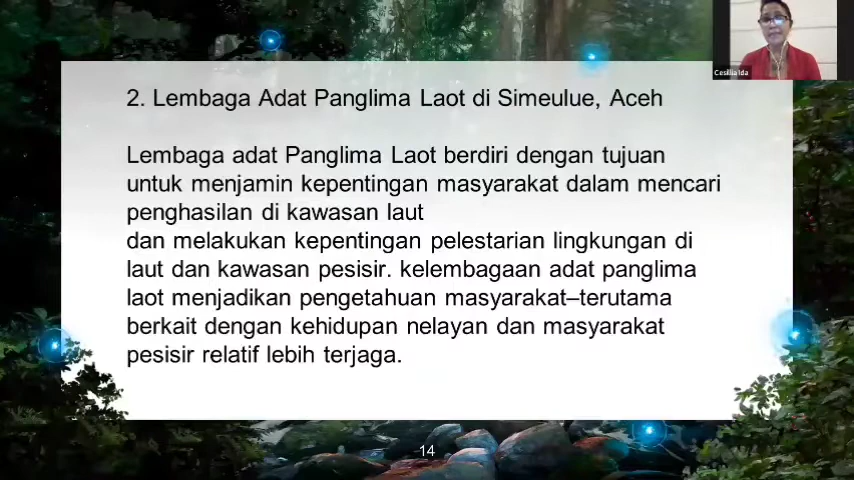 2. Lembaga Adat Panglima Laot di Simeulue, Aceh
Lembaga adat Panglima Laot berdiri dengan tujuan
untuk menjamin kepentingan masyarakat dalam mencari
penghasilan di kawasan laut
dan melakukan kepentingan pelestarian lingkungan di
laut dan kawasan pesisir. kelembagaan adat panglima
laot menjadikan pengetahuan masyarakat–terutama
berkait dengan kehidupan nelayan dan masyarakat
pesisir relatif lebih terjaga.
14
Cesillia Ida